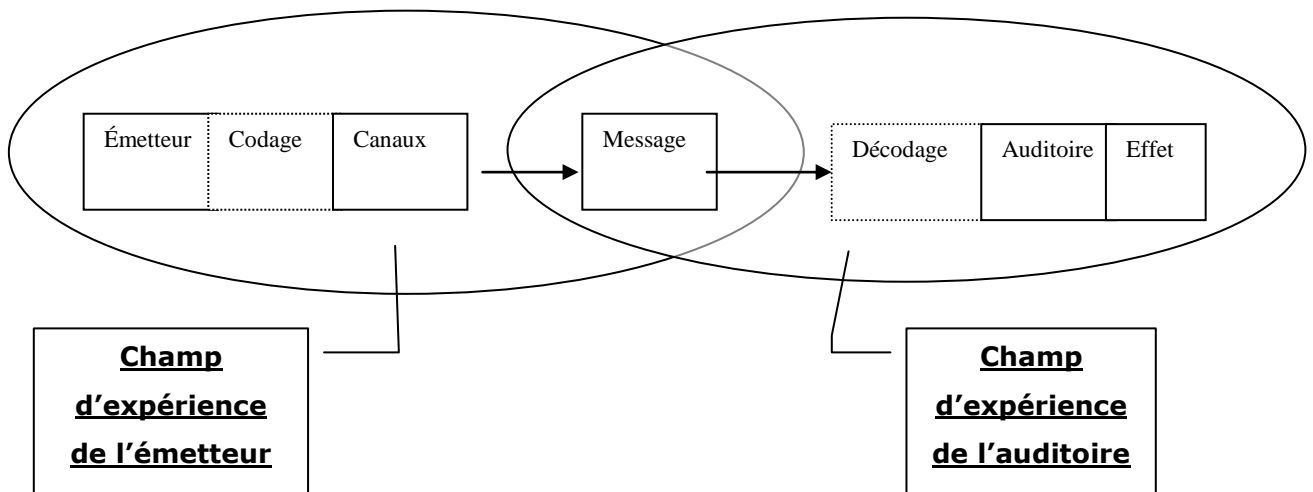 Émetteur Codage Canaux Message Décodage Auditoire Effet
Champ
d'expérience
de l'émetteur
Champ
d'expérience
de l'auditoire